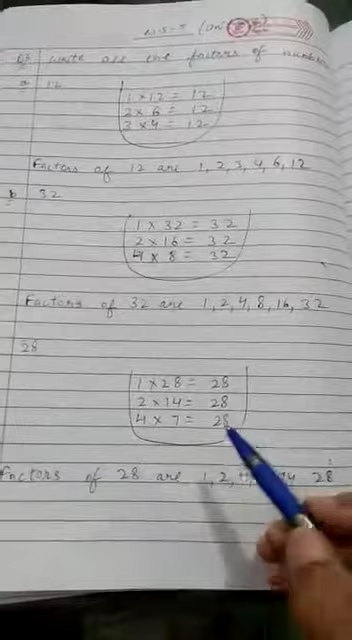 Q3 Write all the factors of numbers
a 12
1 × 12 = 12
2 × 6 = 12
3 × 4 = 12
Factors of 12 are 1, 2, 3, 4, 6, 12
b 32
1 × 32 = 32
2 × 16 = 32
4 × 8 = 32
Factors of 32 are 1, 2, 4, 8, 16, 32
28
1 × 28 = 28
2 × 14 = 28
4 × 7 = 28
Factors of 28 are 1, 2, 14 28